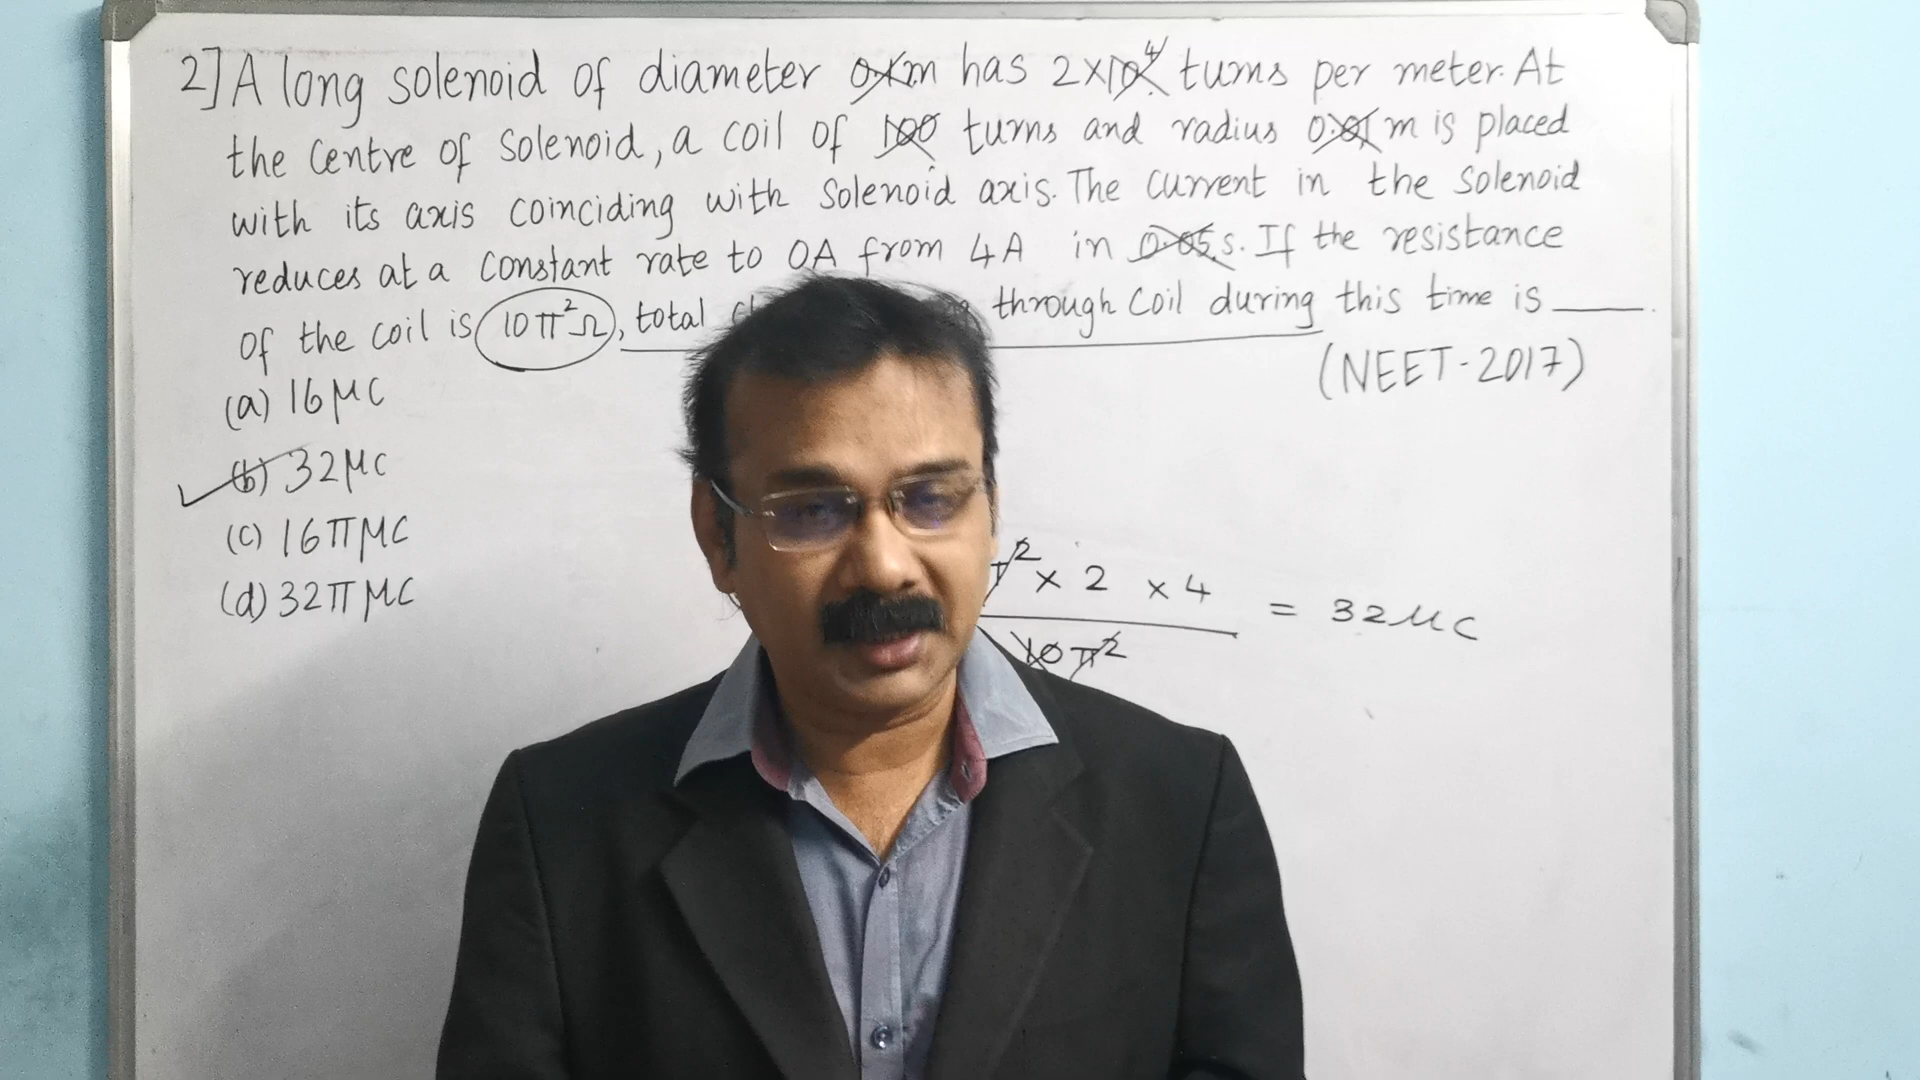 2] A long solenoid of diameter 0.1m has 2×10⁴ turns per meter. At
the centre of solenoid, a coil of 100 turns and radius 0.01 m is placed
with its axis coinciding with solenoid axis. The current in the solenoid
reduces at a constant rate to 0A from 4A in 0.05 s. If the resistance
of the coil is 10π²Ω, total through coil during this time is ____.
(NEET-2017)
(a) 16μC
(b) 32μC
(c) 16πμC
(d) 32πμC
² × 2 × 4
= 32μC
10π²